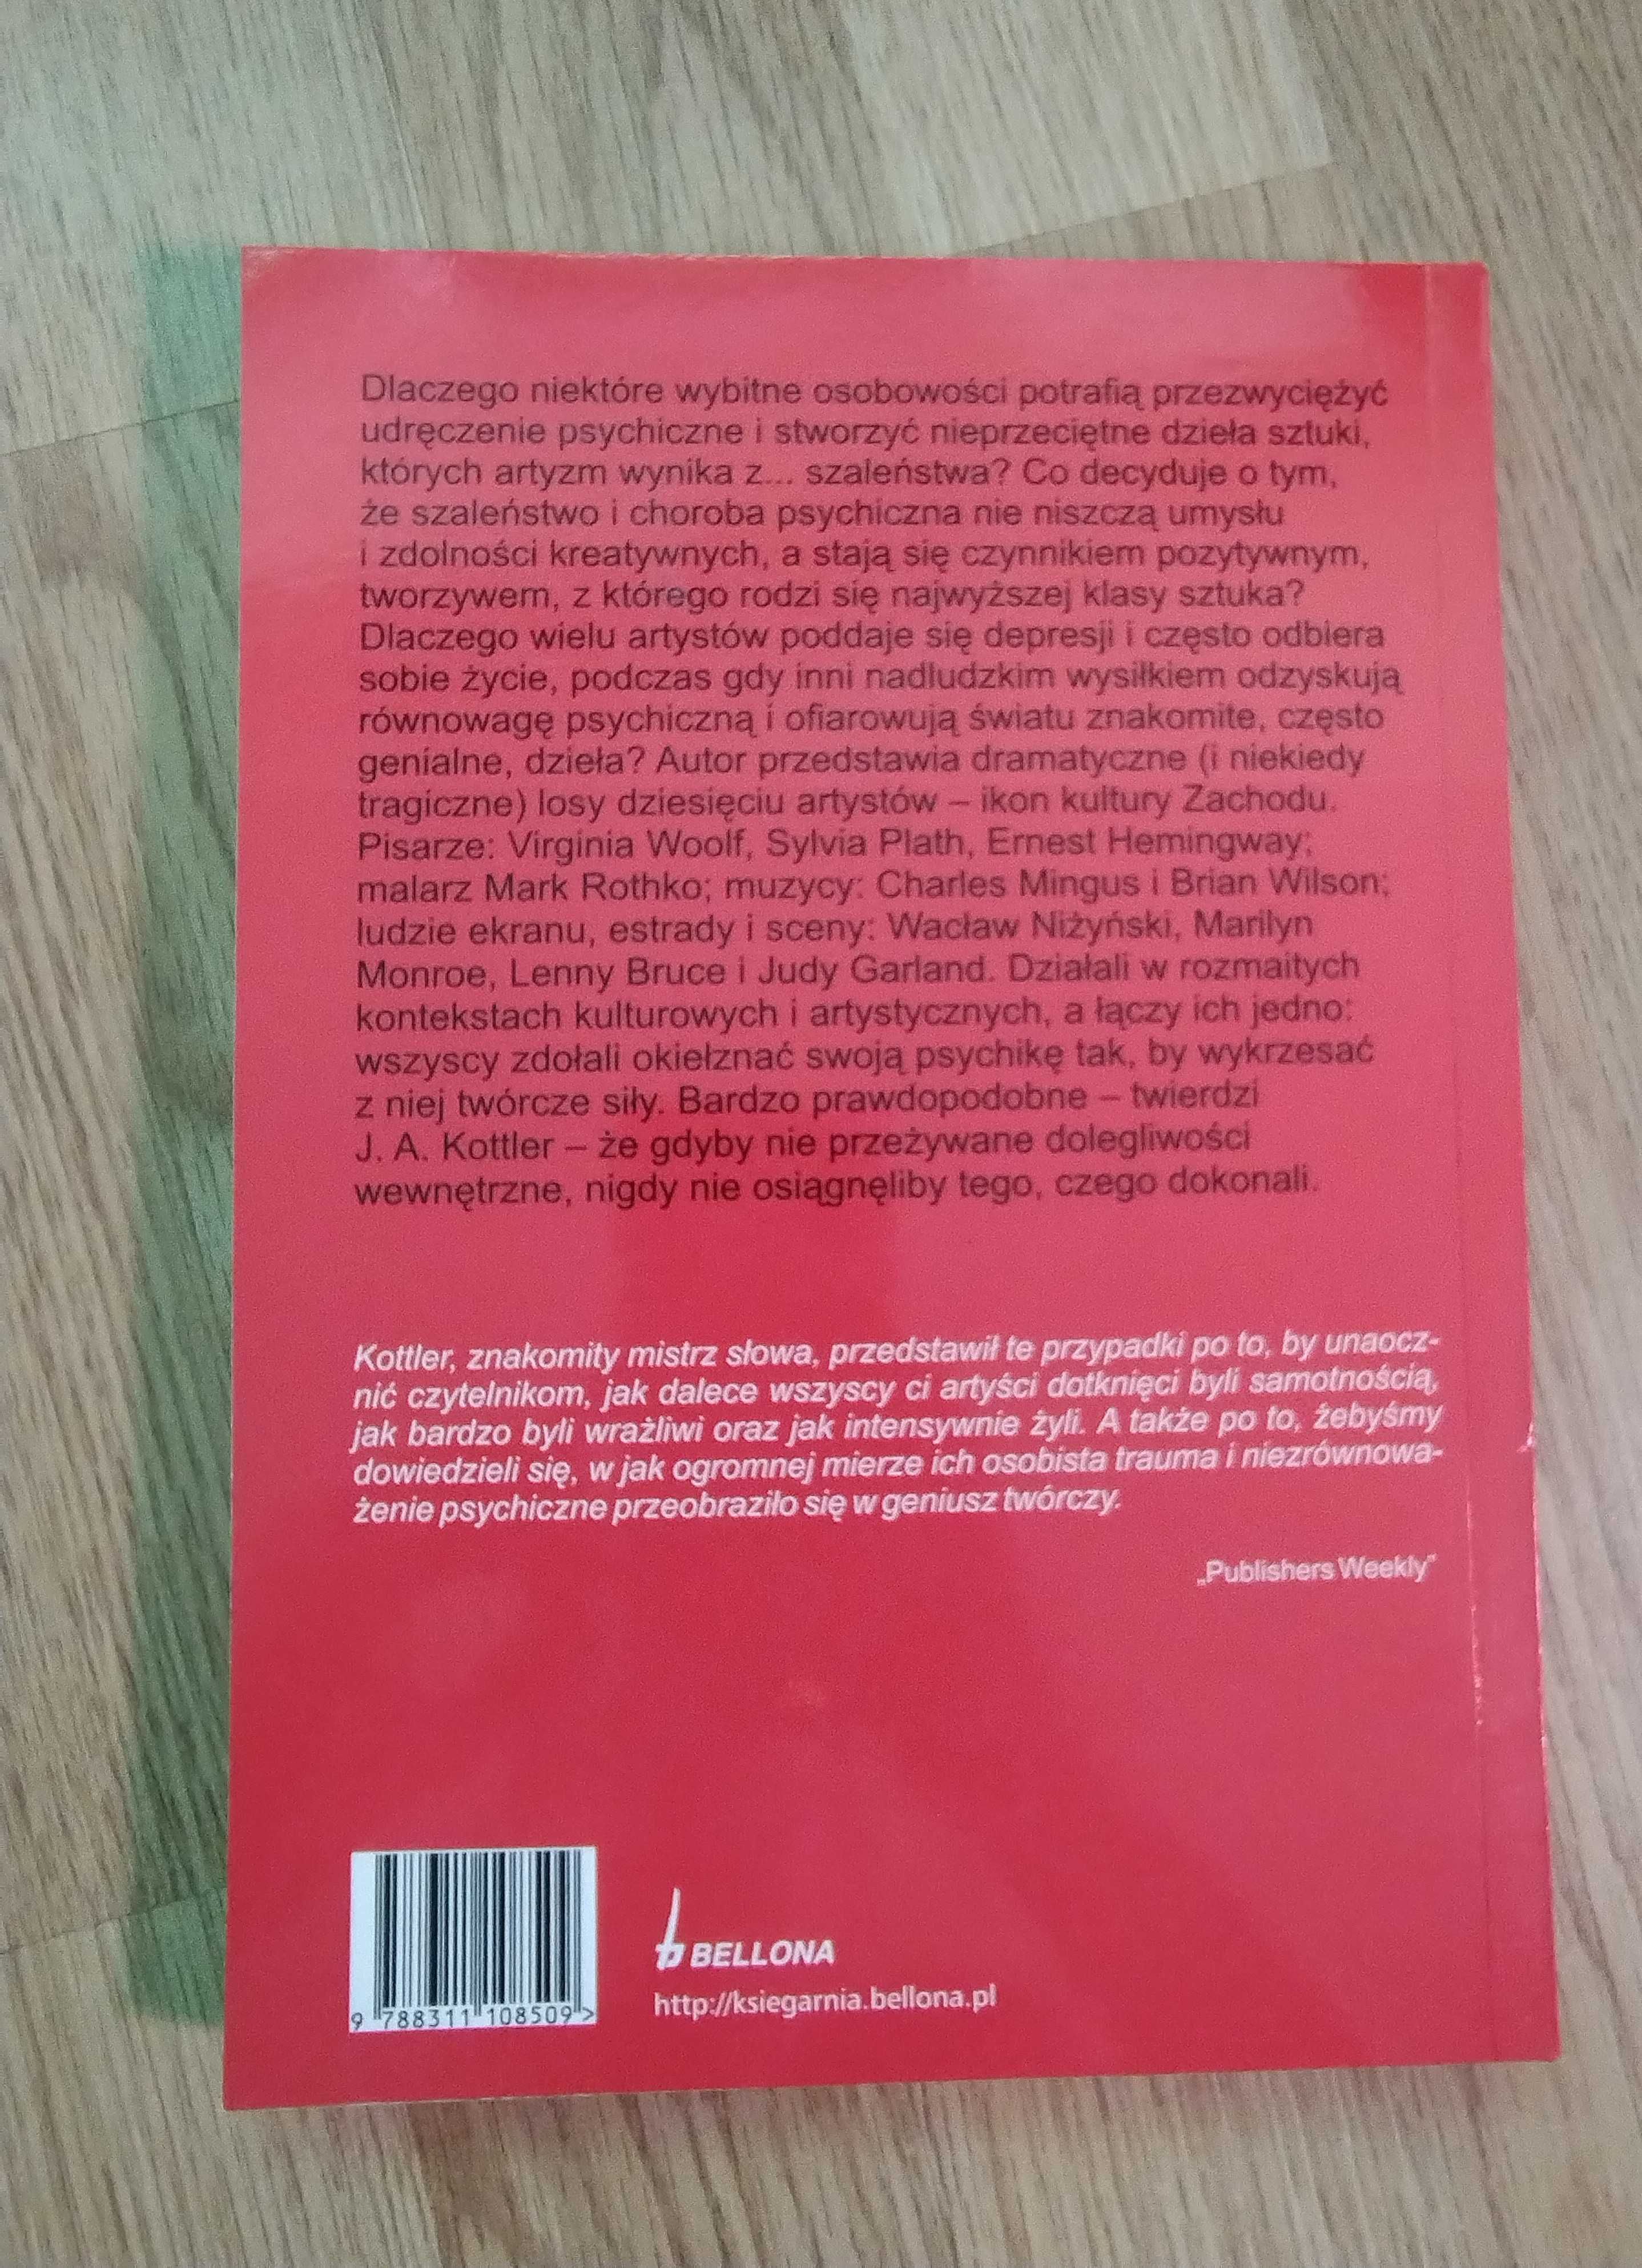 Dlaczego niektóre wybitne osobowości potrafią przezwyciężyć
udręczenie psychiczne i stworzyć nieprzeciętne dzieła sztuki,
których artyzm wynika z... szaleństwa? Co decyduje o tym,
że szaleństwo i choroba psychiczna nie niszczą umysłu
i zdolności kreatywnych, a stają się czynnikiem pozytywnym,
tworzywem, z którego rodzi się najwyższej klasy sztuka?
Dlaczego wielu artystów poddaje się depresji i często odbiera
sobie życie, podczas gdy inni nadludzkim wysiłkiem odzyskują
równowagę psychiczną i ofiarowują światu znakomite, często
genialne, dzieła? Autor przedstawia dramatyczne (i niekiedy
tragiczne) losy dziesięciu artystów – ikon kultury Zachodu.
Pisarze: Virginia Woolf, Sylvia Plath, Ernest Hemingway;
malarz Mark Rothko; muzycy: Charles Mingus i Brian Wilson;
ludzie ekranu, estrady i sceny: Wacław Niżyński, Marilyn
Monroe, Lenny Bruce i Judy Garland. Działali w rozmaitych
kontekstach kulturowych i artystycznych, a łączy ich jedno:
wszyscy zdołali okiełznać swoją psychikę tak, by wykrzesać
z niej twórcze siły. Bardzo prawdopodobne – twierdzi
J. A. Kottler – że gdyby nie przeżywane dolegliwości
wewnętrzne, nigdy nie osiągnęliby tego, czego dokonali.
Kottler, znakomity mistrz słowa, przedstawił te przypadki po to, by unaocz-
nić czytelnikom, jak dalece wszyscy ci artyści dotknięci byli samotnością,
jak bardzo byli wrażliwi oraz jak intensywnie żyli. A także po to, żebyśmy
dowiedzieli się, w jak ogromnej mierze ich osobista trauma i niezrównowa-
żenie psychiczne przeobraziło się w geniusz twórczy.
„Publishers Weekly”
BELLONA
http://ksiegarnia.bellona.pl
9 788311 108509 >